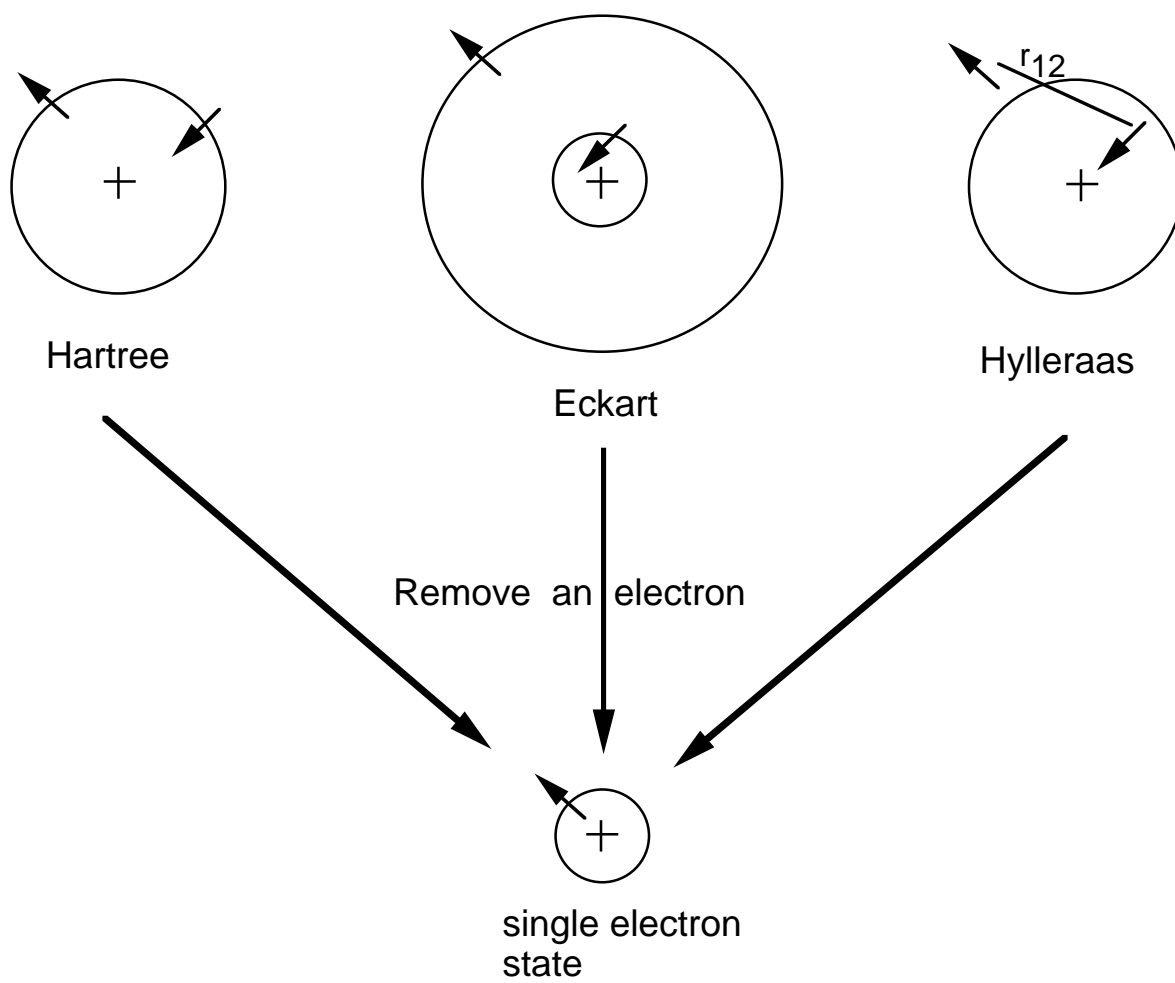 r12
Hartree
Hylleraas
Eckart
Remove an electron
single electron
state